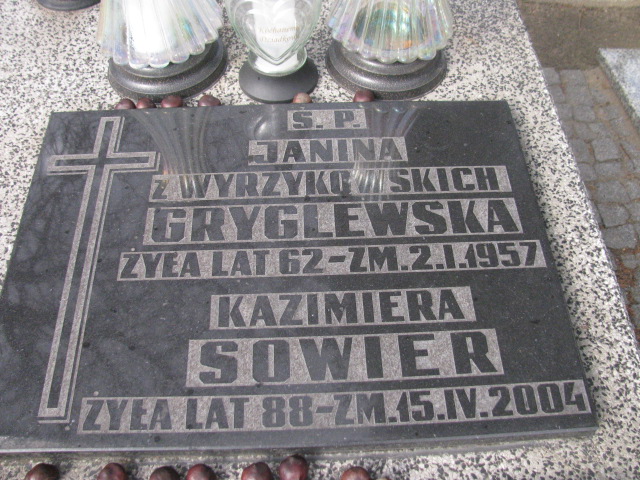 Ś. P.
JANINA
z WYRZYKOWSKICH
GRYGLEWSKA
ŻYŁA LAT 62-ZM.2.I.1957
KAZIMIERA
SOWIER
ŻYŁA LAT 88-ZM.15.IV.2004